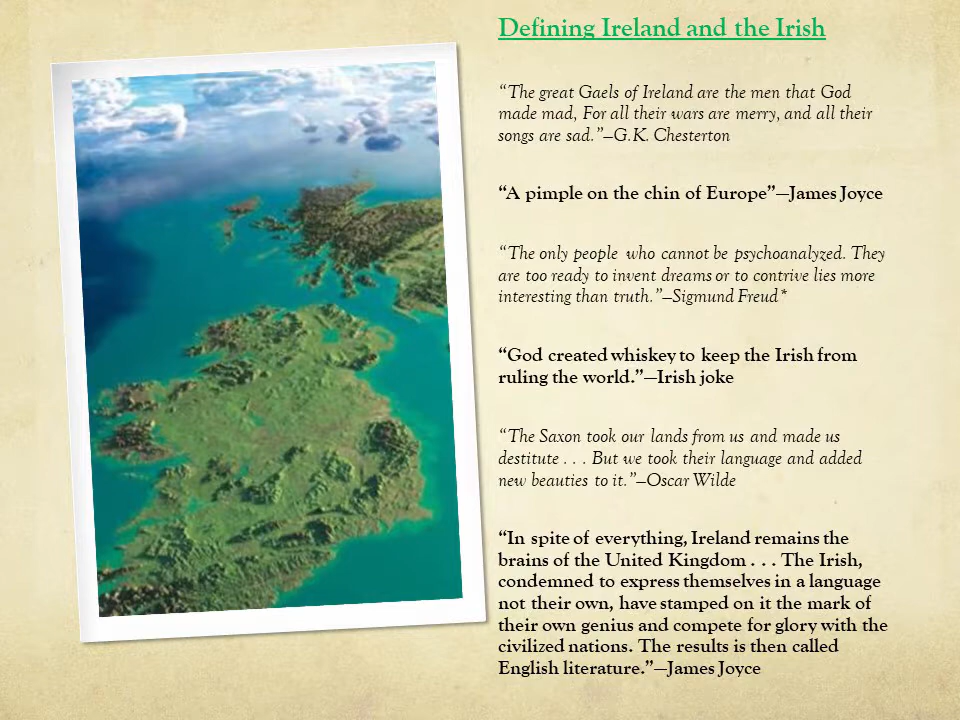 Defining Ireland and the Irish
“The great Gaels of Ireland are the men that God
made mad, For all their wars are merry, and all their
songs are sad.”–G.K. Chesterton
“A pimple on the chin of Europe”—James Joyce
“The only people who cannot be psychoanalyzed. They
are too ready to invent dreams or to contrive lies more
interesting than truth.”–Sigmund Freud*
“God created whiskey to keep the Irish from
ruling the world.”—Irish joke
“The Saxon took our lands from us and made us
destitute . . . But we took their language and added
new beauties to it.”–Oscar Wilde
“In spite of everything, Ireland remains the
brains of the United Kingdom . . . The Irish,
condemned to express themselves in a language
not their own, have stamped on it the mark of
their own genius and compete for glory with the
civilized nations. The results is then called
English literature.”—James Joyce